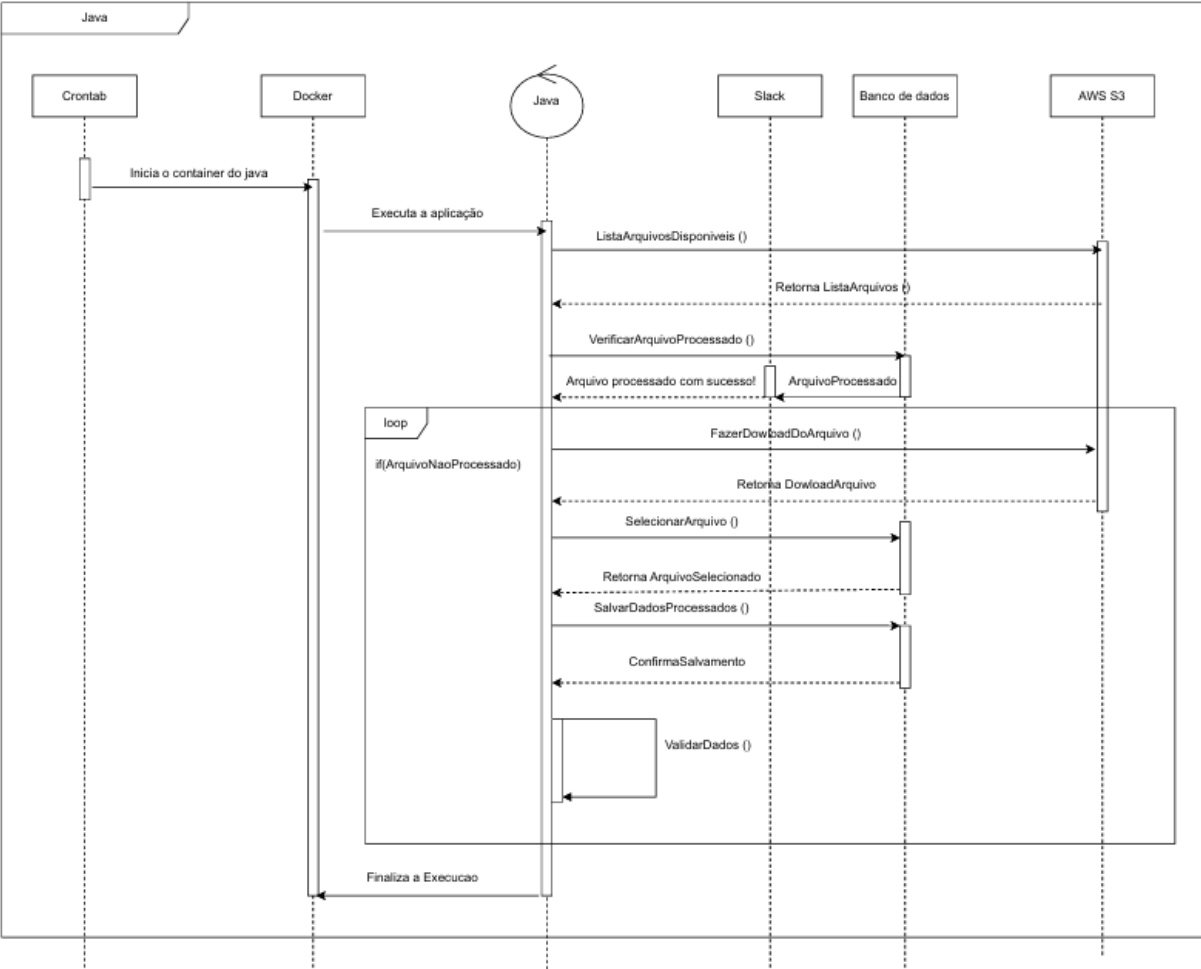 Java
Crontab
Docker
Java
Slack
Banco de dados
AWS S3
Inicia o container do java
Executa a aplicação
ListaArquivosDisponiveis ()
Retorna ListaArquivos ()
VerificarArquivoProcessado ()
Arquivo processado com sucesso!
ArquivoProcessado
loop
FazerDowloadDoArquivo ()
if(ArquivoNaoProcessado)
Retorna DowloadArquivo
SelecionarArquivo ()
Retorna ArquivoSelecionado
SalvarDadosProcessados ()
ConfirmaSalvamento
ValidarDados ()
Finaliza a Execucao